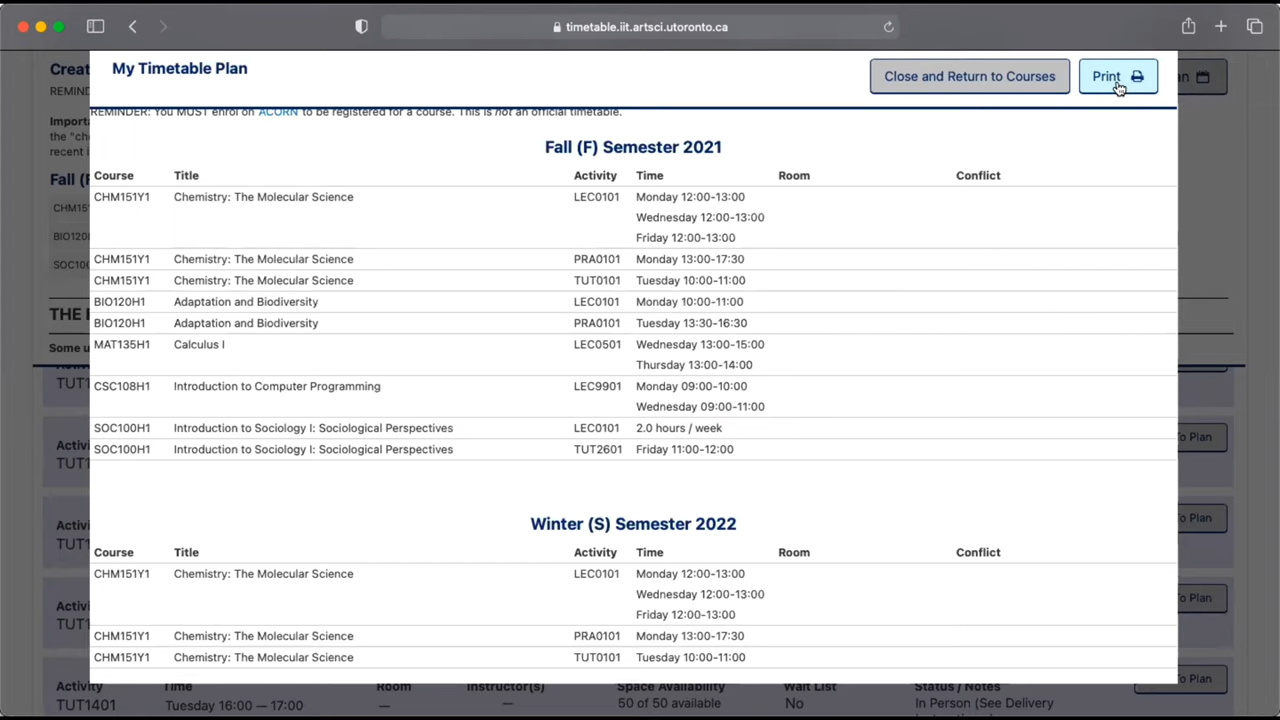 timetable.iit.artsci.utoronto.ca
My Timetable Plan
Close and Return to Courses
Print
REMINDER: You MUST enrol on ACORN to be registered for a course. This is not an official timetable.
Fall (F) Semester 2021
Course Title Activity Time Room Conflict
CHM151Y1 Chemistry: The Molecular Science LEC0101 Monday 12:00-13:00
Wednesday 12:00-13:00
Friday 12:00-13:00
CHM151Y1 Chemistry: The Molecular Science PRA0101 Monday 13:00-17:30
CHM151Y1 Chemistry: The Molecular Science TUT0101 Tuesday 10:00-11:00
BIO120H1 Adaptation and Biodiversity LEC0101 Monday 10:00-11:00
BIO120H1 Adaptation and Biodiversity PRA0101 Tuesday 13:30-16:30
MAT135H1 Calculus I LEC0501 Wednesday 13:00-15:00
Thursday 13:00-14:00
CSC108H1 Introduction to Computer Programming LEC9901 Monday 09:00-10:00
Wednesday 09:00-11:00
SOC100H1 Introduction to Sociology I: Sociological Perspectives LEC0101 2.0 hours / week
SOC100H1 Introduction to Sociology I: Sociological Perspectives TUT2601 Friday 11:00-12:00
Winter (S) Semester 2022
Course Title Activity Time Room Conflict
CHM151Y1 Chemistry: The Molecular Science LEC0101 Monday 12:00-13:00
Wednesday 12:00-13:00
Friday 12:00-13:00
CHM151Y1 Chemistry: The Molecular Science PRA0101 Monday 13:00-17:30
CHM151Y1 Chemistry: The Molecular Science TUT0101 Tuesday 10:00-11:00
Activity Time Room Instructor(s) Space Availability Wait List Status / Notes
TUT1401 Tuesday 16:00 — 17:00 — — 50 of 50 available No In Person (See Delivery